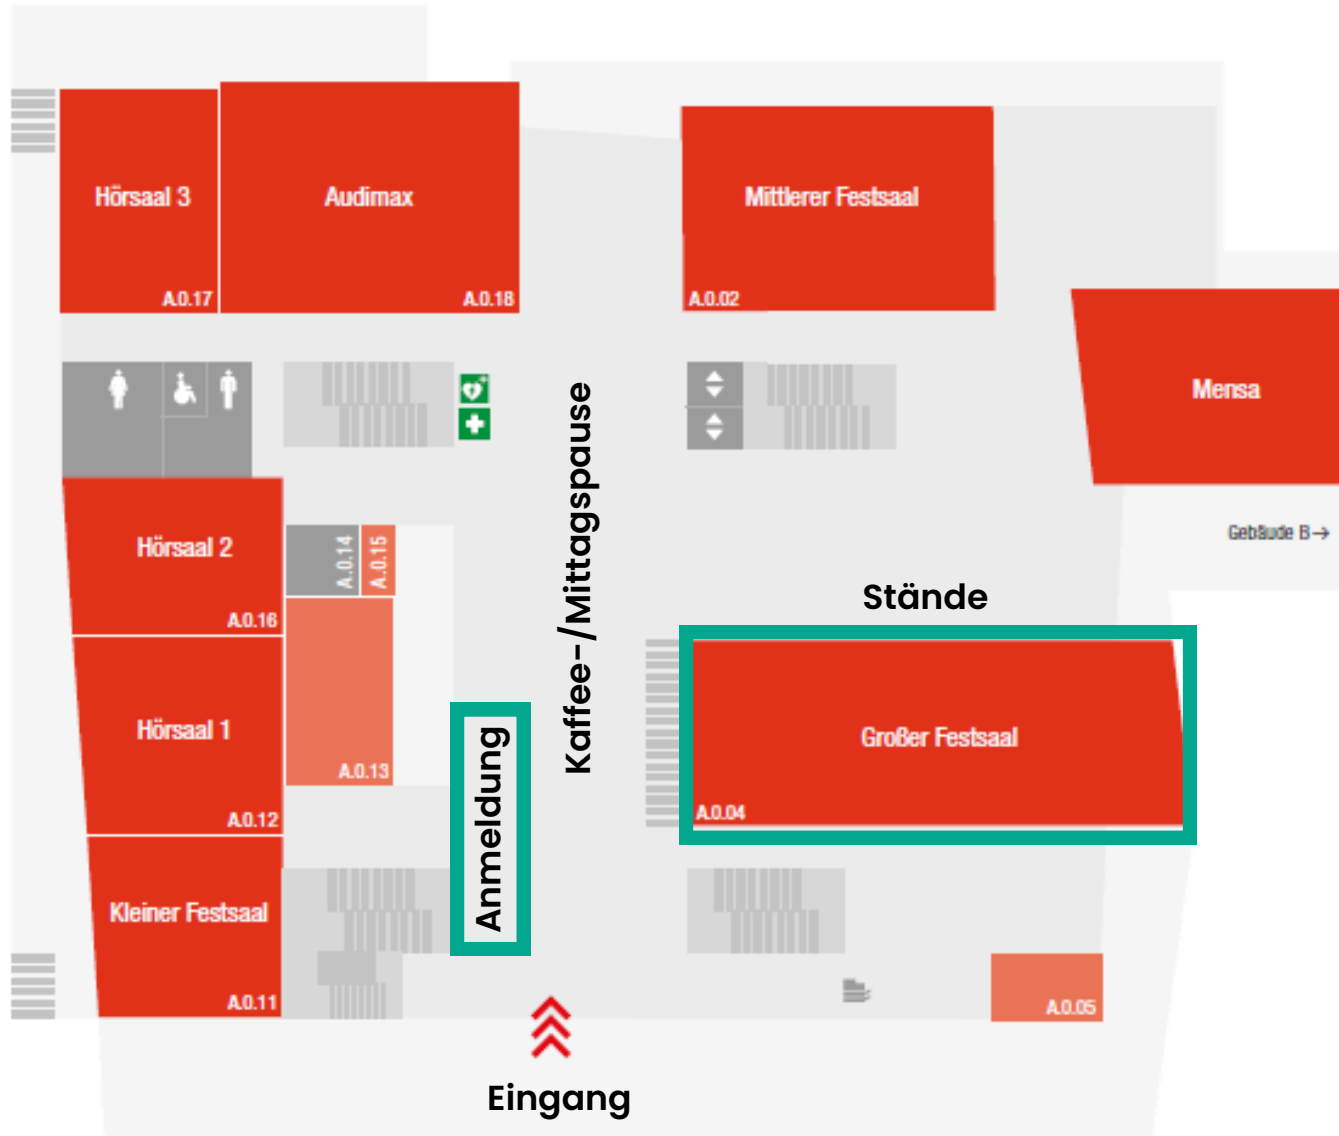 Hörsaal 3
A.0.17
Audimax
A.0.18
Mittlerer Festsaal
A.0.02
Mensa
Gebäude B→
Hörsaal 2
A.0.16
A.0.14
A.0.15
Kaffee-/Mittagspause
Stände
Hörsaal 1
A.0.12
A.0.13
Anmeldung
Großer Festsaal
A.0.04
Kleiner Festsaal
A.0.11
A.0.05
Eingang